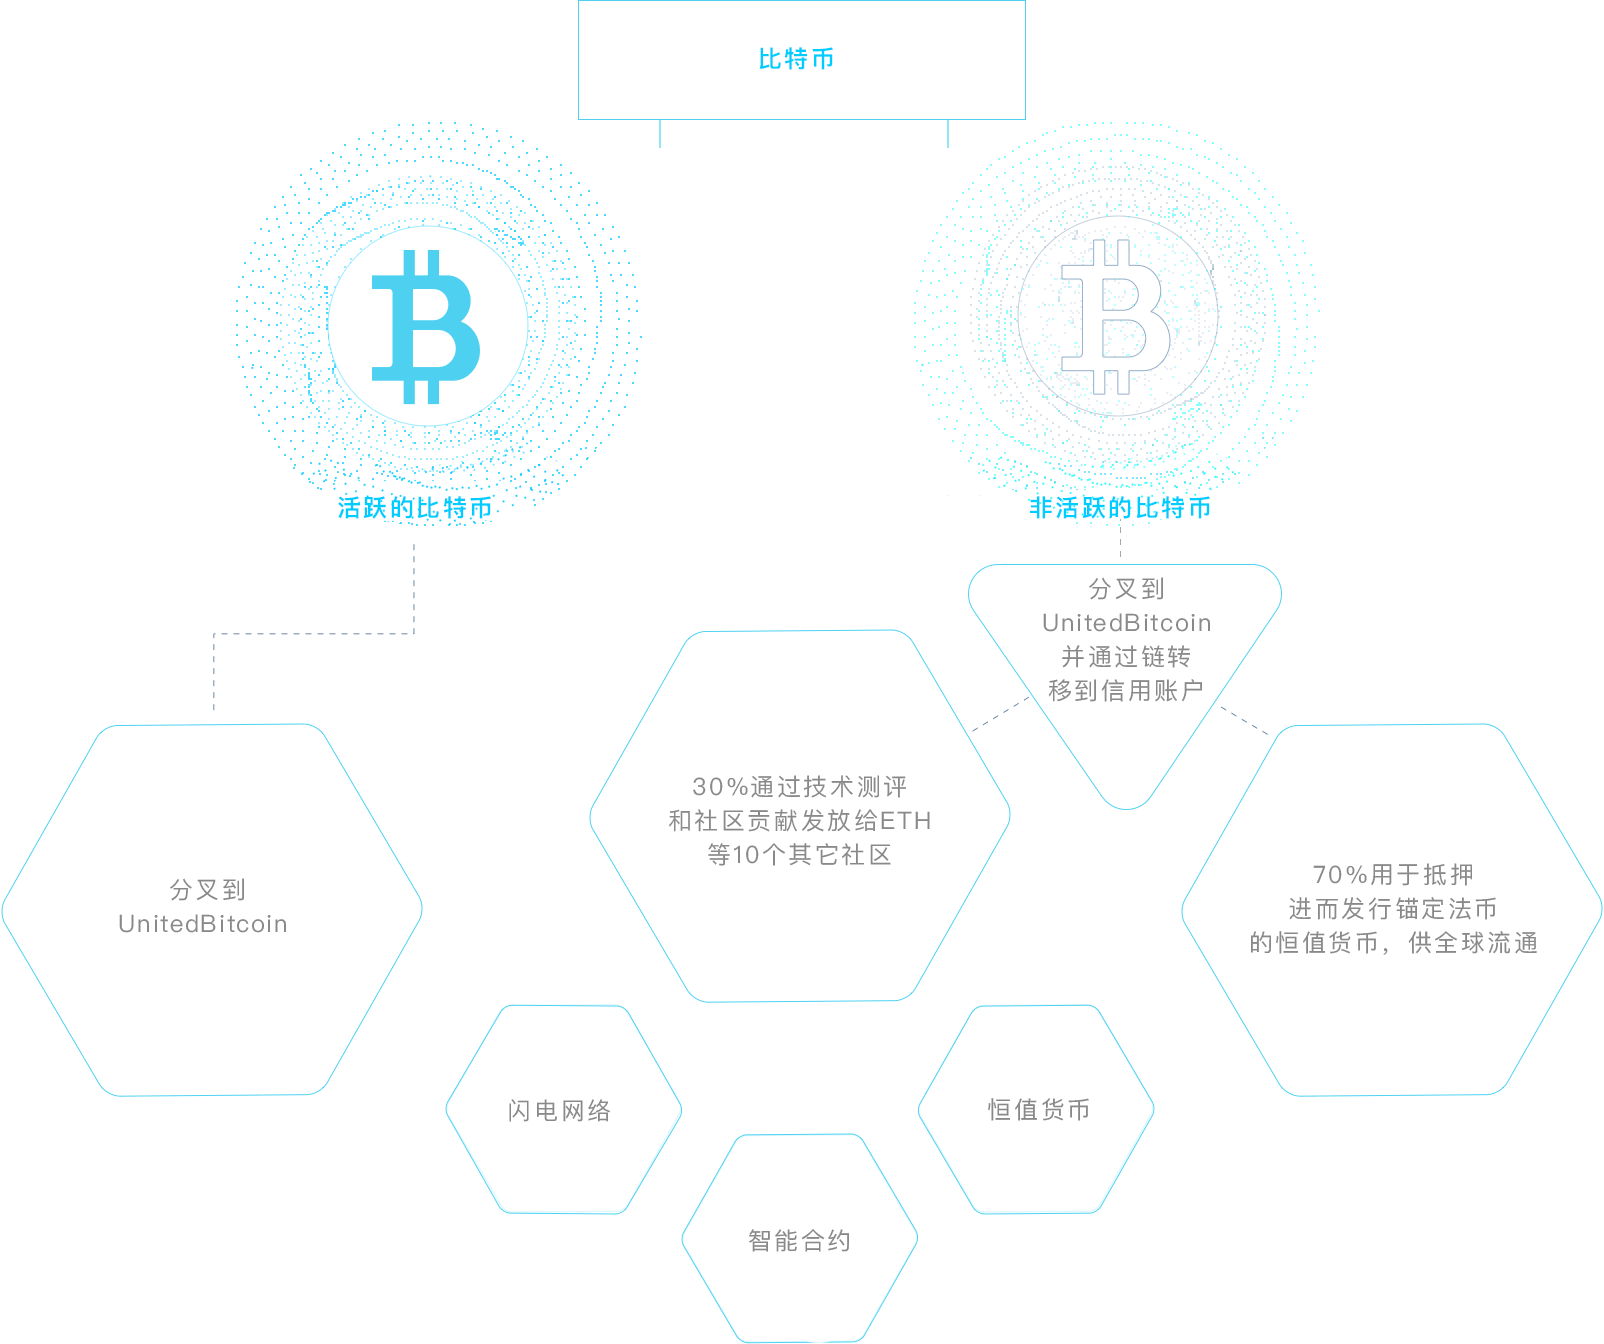 比特币
活跃的比特币
非活跃的比特币
分叉到
UnitedBitcoin
并通过链转
移到信用账户
30%通过技术测评
和社区贡献发放给ETH
等10个其它社区
分叉到
UnitedBitcoin
70%用于抵押
进而发行锚定法币
的恒值货币，供全球流通
闪电网络
恒值货币
智能合约